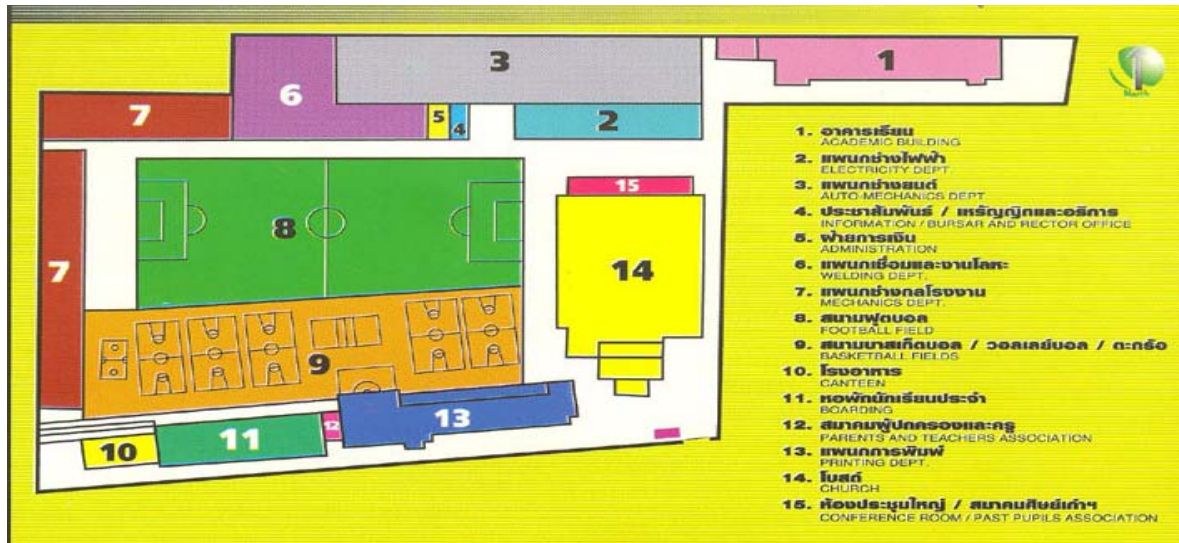 3
1
6
7
5
4
2
North
15
8
7
14
9
12
13
11
10
1. อาคารเรียน
ACADEMIC BUILDING
2. แผนกช่างไฟฟ้า
ELECTRICITY DEPT.
3. แผนกช่างยนต์
AUTO-MECHANICS DEPT
4. ประชาสัมพันธ์ / เหรัญญิกและอธิการ
INFORMATION / BURSAR AND RECTOR OFFICE
5. ฝ่ายการเงิน
ADMINISTRATION
6. แผนกเชื่อมและงานโลหะ
WELDING DEPT.
7. แผนกช่างกลโรงงาน
MECHANICS DEPT.
8. สนามฟุตบอล
FOOTBALL FIELD
9. สนามบาสเก็ตบอล / วอลเลย์บอล / ตะกร้อ
BASKETBALL FIELDS
10. โรงอาหาร
CANTEEN
11. หอพักนักเรียนประจำ
BOARDING
12. สมาคมผู้ปกครองและครู
PARENTS AND TEACHERS ASSOCIATION
13. แผนกการพิมพ์
PRINTING DEPT.
14. โบสถ์
CHURCH
15. ห้องประชุมใหญ่ / สมาคมศิษย์เก่าฯ
CONFERENCE ROOM / PAST PUPILS ASSOCIATION